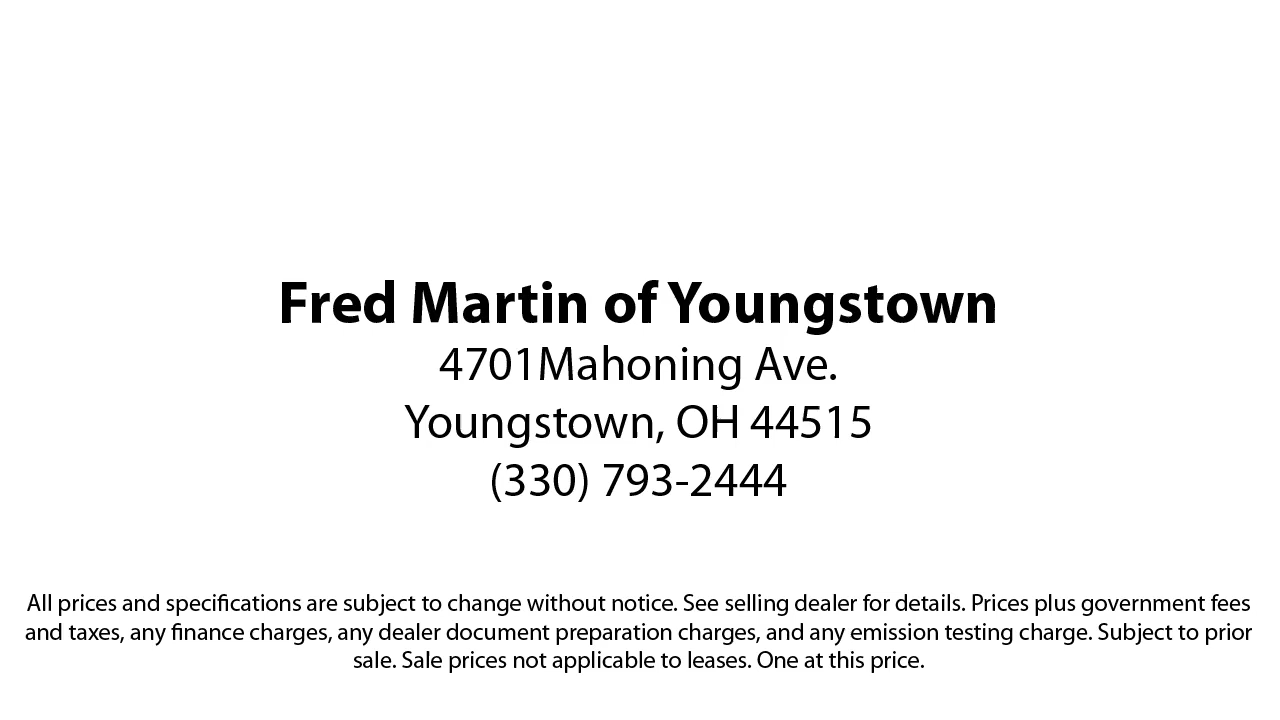 Fred Martin of Youngstown
4701Mahoning Ave.
Youngstown, OH 44515
(330) 793-2444
All prices and specifications are subject to change without notice. See selling dealer for details. Prices plus government fees
and taxes, any finance charges, any dealer document preparation charges, and any emission testing charge. Subject to prior
sale. Sale prices not applicable to leases. One at this price.